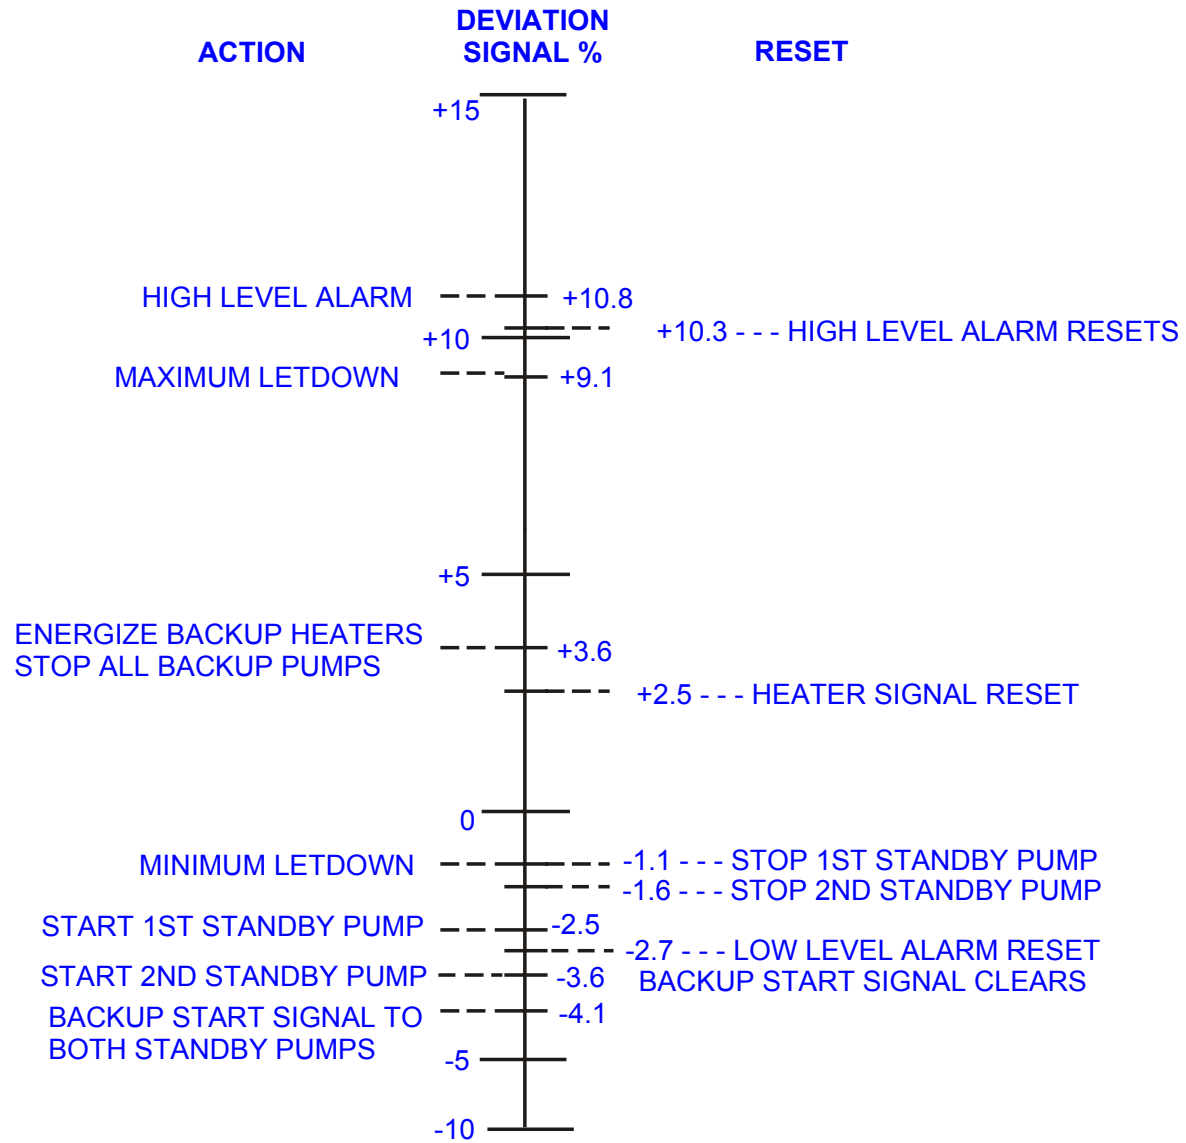 DEVIATION
ACTION SIGNAL % RESET
+15
HIGH LEVEL ALARM +10.8
+10.3 - - - HIGH LEVEL ALARM RESETS
+10
MAXIMUM LETDOWN +9.1
+5
ENERGIZE BACKUP HEATERS
STOP ALL BACKUP PUMPS
+3.6
+2.5 - - - HEATER SIGNAL RESET
0
MINIMUM LETDOWN -1.1 - - - STOP 1ST STANDBY PUMP
-1.6 - - - STOP 2ND STANDBY PUMP
START 1ST STANDBY PUMP -2.5
-2.7 - - - LOW LEVEL ALARM RESET
BACKUP START SIGNAL CLEARS
START 2ND STANDBY PUMP -3.6
BACKUP START SIGNAL TO
BOTH STANDBY PUMPS
-4.1
-5
-10